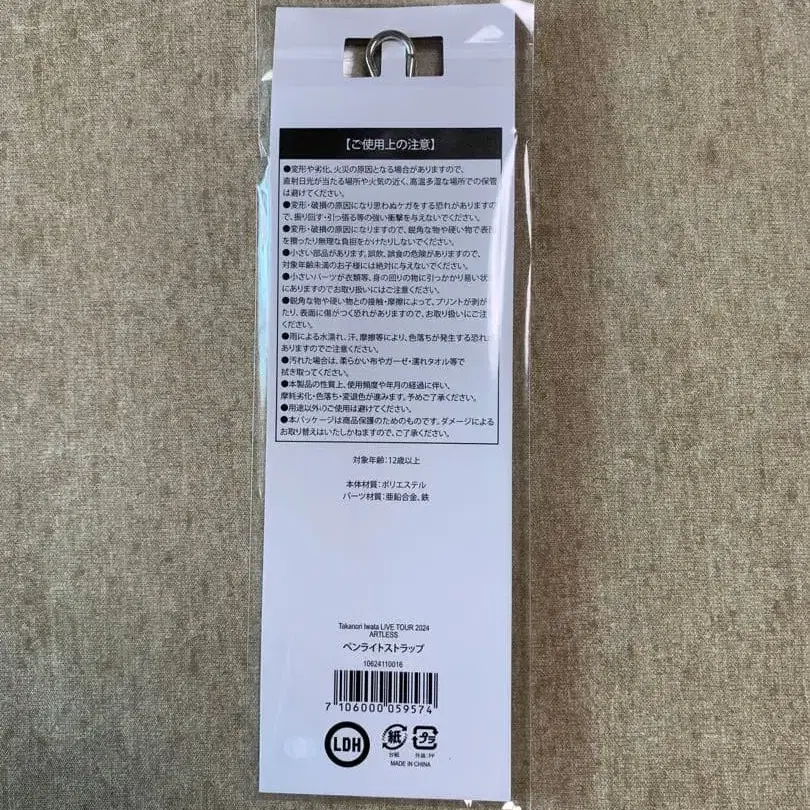 【ご使用上の注意】
●変形や劣化、火災の原因となる場合がありますので、
直射日光が当たる場所や火気の近く、高温多湿な場所での保管
は避けてください。
●変形・破損の原因になり思わぬケガをする恐れがありますの
で、振り回す・引っ張る等の強い衝撃を与えないでください。
●変形・破損の原因になりますので、鋭角な物や硬い物で表面
を擦ったり無理な負担をかけたりしないでください。
●小さい部品があります。誤飲、誤食の危険がありますので、
対象年齢未満のお子様には絶対に与えないでください。
●小さいパーツが衣類等、身の回りの物に引っかかり易い状
にありますのでお取り扱いにはご注意ください。
●鋭角な物や硬い物との接触・摩擦によって、プリントが剥が
たり、表面に傷がつく恐れがありますので、お取り扱いにご注
ください。
●雨による水濡れ、汗、摩擦等により、色落ちが発生する恐れ
ありますのでご注意ください。
●汚れた場合は、柔らかい布やガーゼ・濡れタオル等で
拭き取ってください。
●本製品の性質上、使用頻度や年月の経過に伴い、
摩耗劣化・色落ち・変退色が進みます。予めご了承ください。
●用途以外のご使用は避けてください。
●本パッケージは商品保護のためのものです。ダメージによる
お取り替えはいたしかねますので、ご了承ください。
対象年齢:12歳以上
本体材質:ポリエステル
パーツ材質:亜鉛合金、鉄
Takanori Iwata LIVE TOUR 2024
ARTLESS
ペンライトストラップ
10624110016
7 106000 059574
LDH
紙
台紙
プラ
外装:PP
MADE IN CHINA